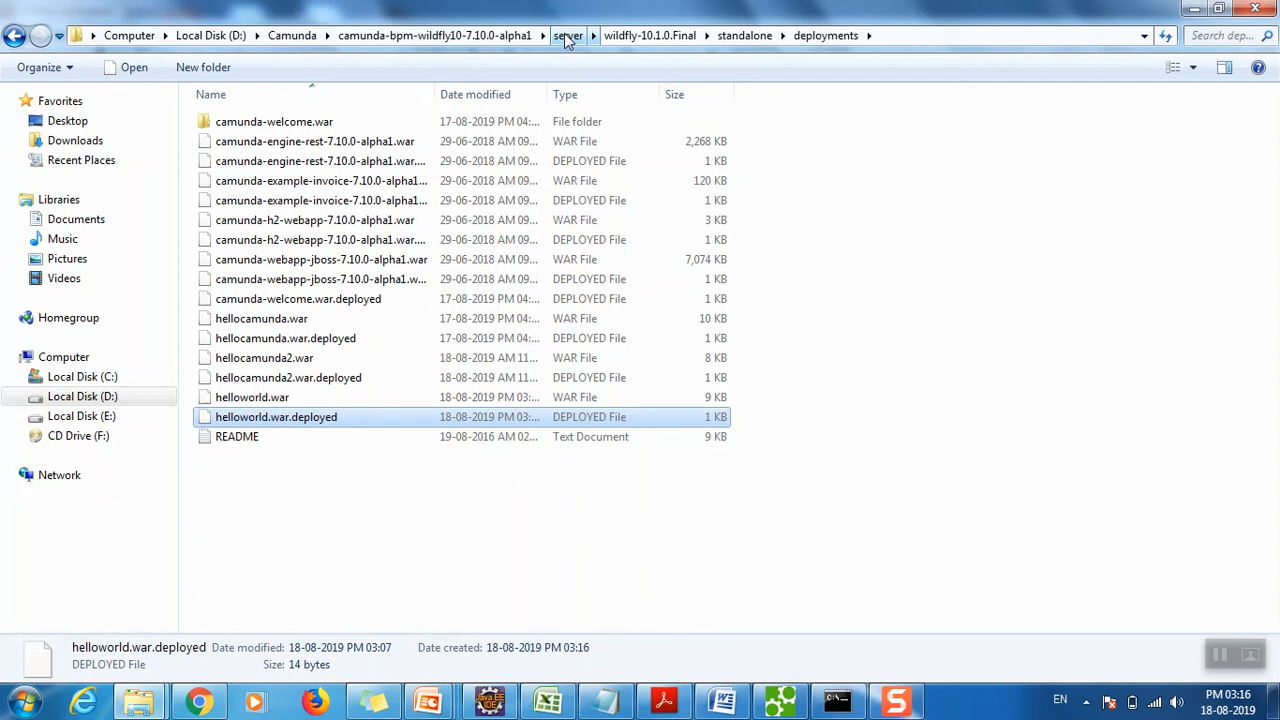 Computer Local Disk (D:) Camunda camunda-bpm-wildfly10-7.10.0-alpha1 server wildfly-10.1.0.Final standalone deployments Search dep...
Organize Open New folder
Name Date modified Type Size
Favorites
Desktop
Downloads
Recent Places
Libraries
Documents
Music
Pictures
Videos
Homegroup
Computer
Local Disk (C:)
Local Disk (D:)
Local Disk (E:)
CD Drive (F:)
Network
camunda-welcome.war 17-08-2019 PM 04:... File folder
camunda-engine-rest-7.10.0-alpha1.war 29-06-2018 AM 09... WAR File 2,268 KB
camunda-engine-rest-7.10.0-alpha1.war.... 29-06-2018 AM 09... DEPLOYED File 1 KB
camunda-example-invoice-7.10.0-alpha1... 29-06-2018 AM 09... WAR File 120 KB
camunda-example-invoice-7.10.0-alpha1... 29-06-2018 AM 09... DEPLOYED File 1 KB
camunda-h2-webapp-7.10.0-alpha1.war 29-06-2018 AM 09... WAR File 3 KB
camunda-h2-webapp-7.10.0-alpha1.war.... 29-06-2018 AM 09... DEPLOYED File 1 KB
camunda-webapp-jboss-7.10.0-alpha1.war 29-06-2018 AM 09... WAR File 7,074 KB
camunda-webapp-jboss-7.10.0-alpha1.w... 29-06-2018 AM 09... DEPLOYED File 1 KB
camunda-welcome.war.deployed 17-08-2019 PM 04:... DEPLOYED File 1 KB
hellocamunda.war 17-08-2019 PM 04:... WAR File 10 KB
hellocamunda.war.deployed 17-08-2019 PM 04:... DEPLOYED File 1 KB
hellocamunda2.war 18-08-2019 AM 11... WAR File 8 KB
hellocamunda2.war.deployed 18-08-2019 AM 11... DEPLOYED File 1 KB
helloworld.war 18-08-2019 PM 03:... WAR File 9 KB
helloworld.war.deployed 18-08-2019 PM 03:... DEPLOYED File 1 KB
README 19-08-2016 AM 02... Text Document 9 KB
helloworld.war.deployed Date modified: 18-08-2019 PM 03:07 Date created: 18-08-2019 PM 03:16
DEPLOYED File Size: 14 bytes
EN PM 03:16
18-08-2019